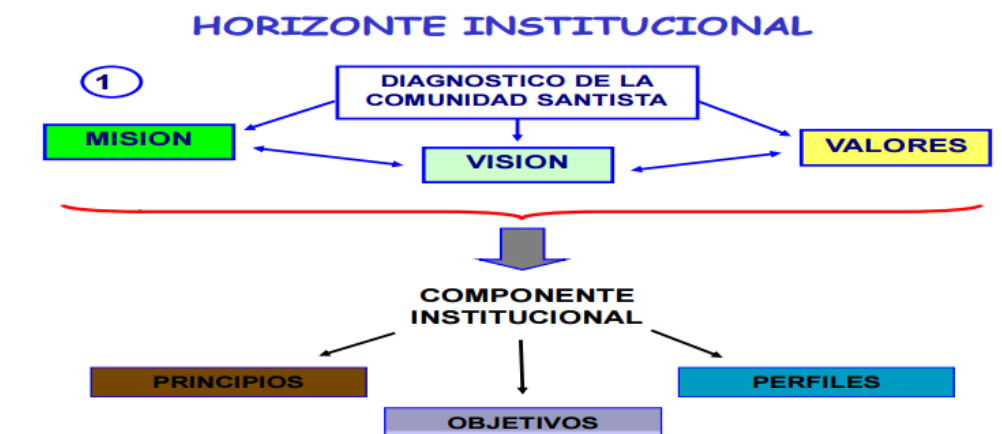 HORIZONTE INSTITUCIONAL
1
DIAGNOSTICO DE LA
COMUNIDAD SANTISTA
MISION
VISION
VALORES
COMPONENTE
INSTITUCIONAL
PRINCIPIOS
PERFILES
OBJETIVOS